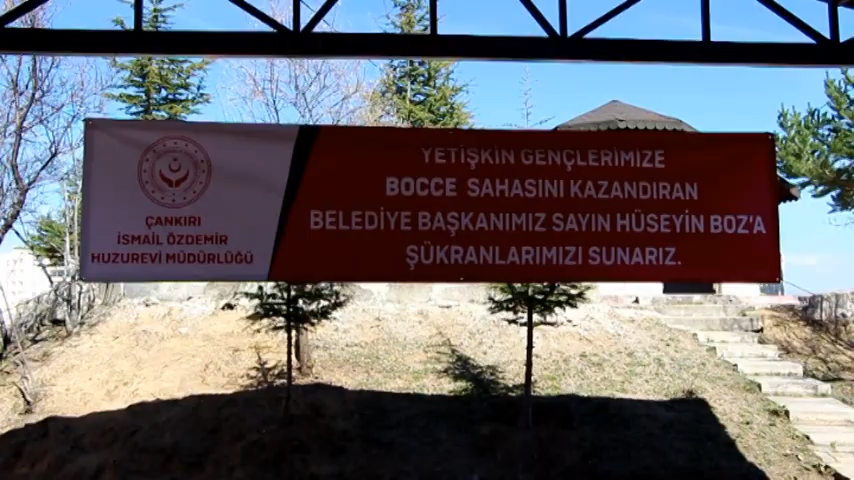 ÇANKIRI
İSMAİL ÖZDEMİR
HUZUREVİ MÜDÜRLÜĞÜ
YETİŞKİN GENÇLERİMİZE
BOCCE SAHASINI KAZANDIRAN
BELEDİYE BAŞKANIMIZ SAYIN HÜSEYİN BOZ'A
ŞÜKRANLARIMIZI SUNARIZ.